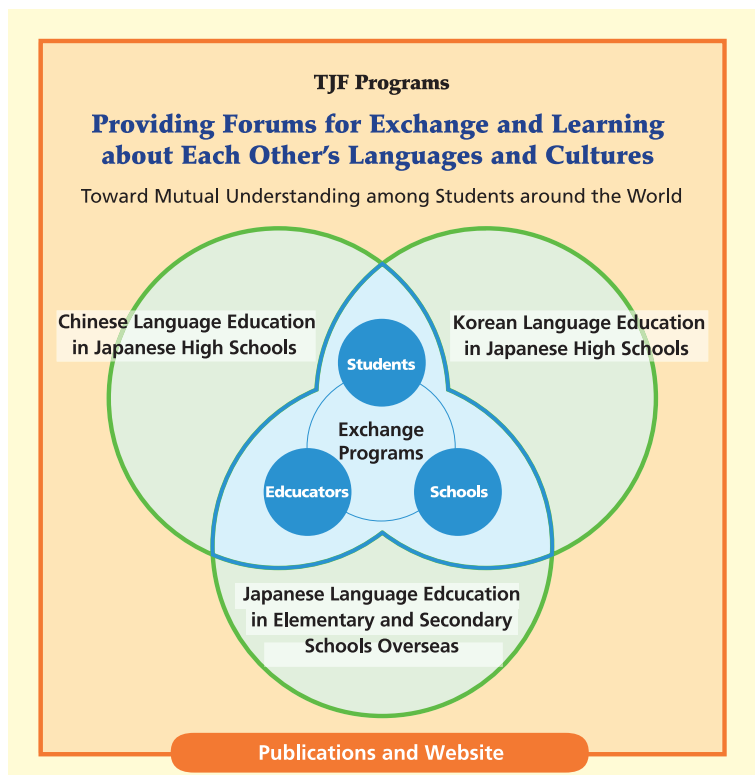 TJF Programs
Providing Forums for Exchange and Learning
about Each Other's Languages and Cultures
Toward Mutual Understanding among Students around the World
Chinese Language Education
in Japanese High Schools
Korean Language Education
in Japanese High Schools
Students
Exchange
Programs
Edcucators
Schools
Japanese Language Edcucation
in Elementary and Secondary
Schools Overseas
Publications and Website